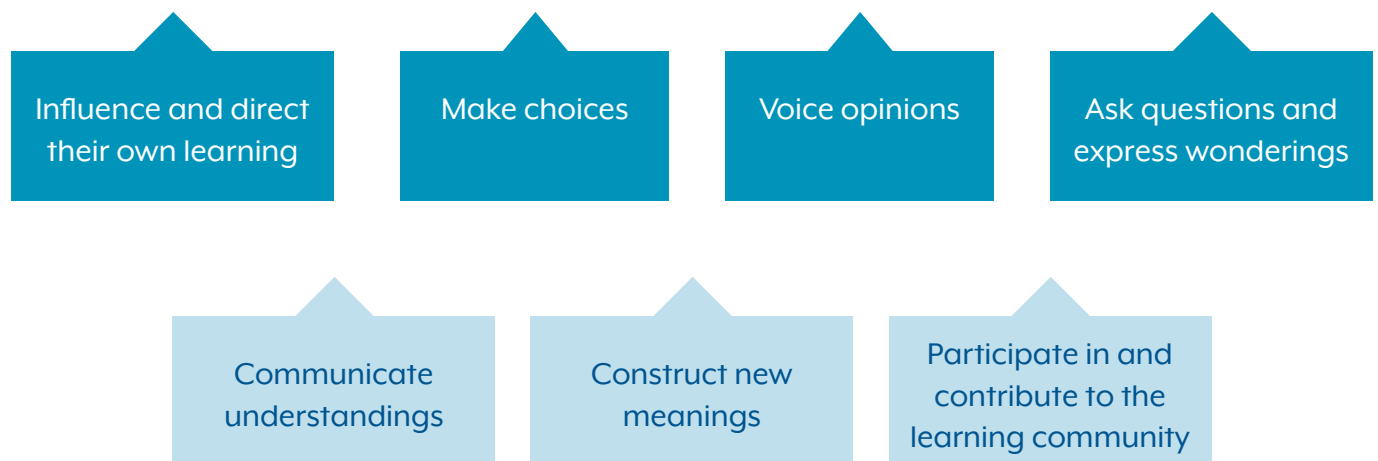 Influence and direct
their own learning
Make choices
Voice opinions
Ask questions and
express wonderings
Communicate
understandings
Construct new
meanings
Participate in and
contribute to the
learning community